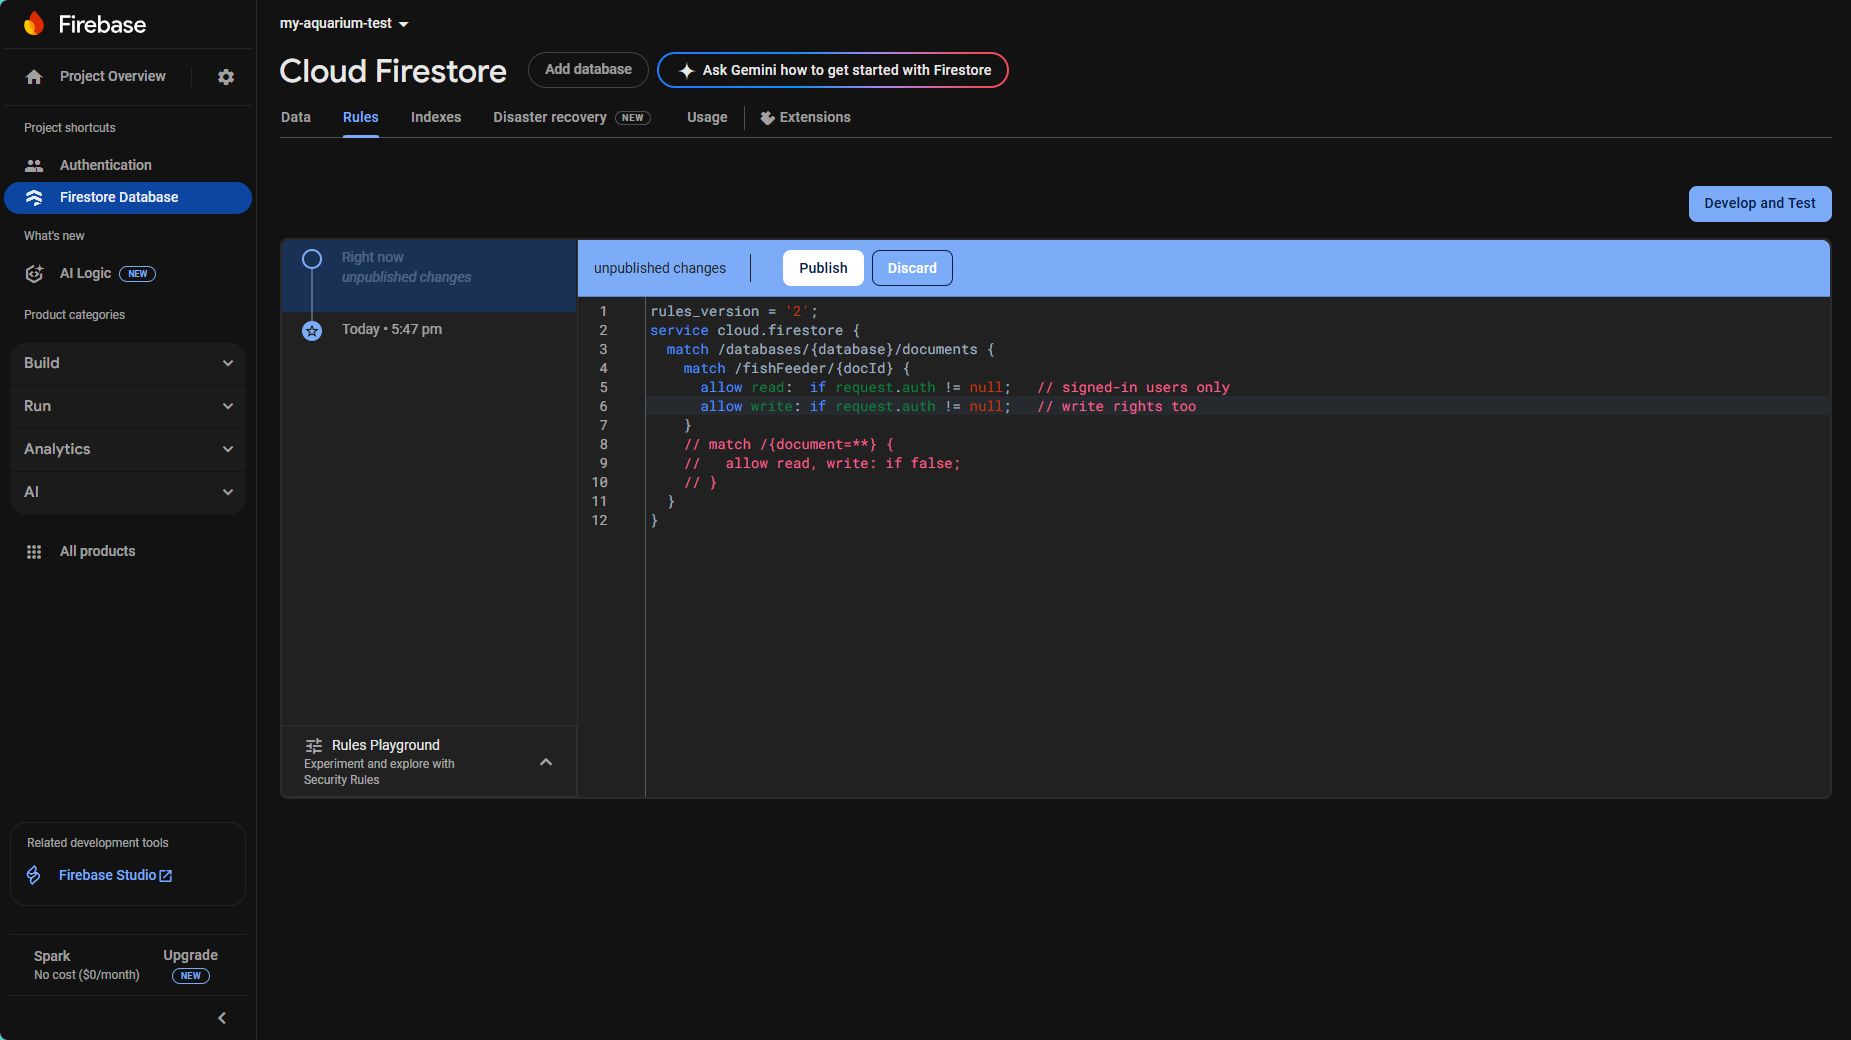 Firebase
Project Overview
Project shortcuts
Authentication
Firestore Database
What's new
AI Logic NEW
Product categories
Build
Run
Analytics
AI
All products
Related development tools
Firebase Studio
Spark
No cost ($0/month)
Upgrade
NEW
my-aquarium-test
Cloud Firestore
Add database
Ask Gemini how to get started with Firestore
Data Rules Indexes Disaster recovery NEW Usage Extensions
Develop and Test
Right now
unpublished changes
Today • 5:47 pm
Rules Playground
Experiment and explore with
Security Rules
unpublished changes Publish Discard
1 rules_version = '2';
2 service cloud.firestore {
3   match /databases/{database}/documents {
4     match /fishFeeder/{docId} {
5       allow read:  if request.auth != null;   // signed-in users only
6       allow write: if request.auth != null;   // write rights too
7     }
8     // match /{document=**} {
9     //   allow read, write: if false;
10     // }
11   }
12 }